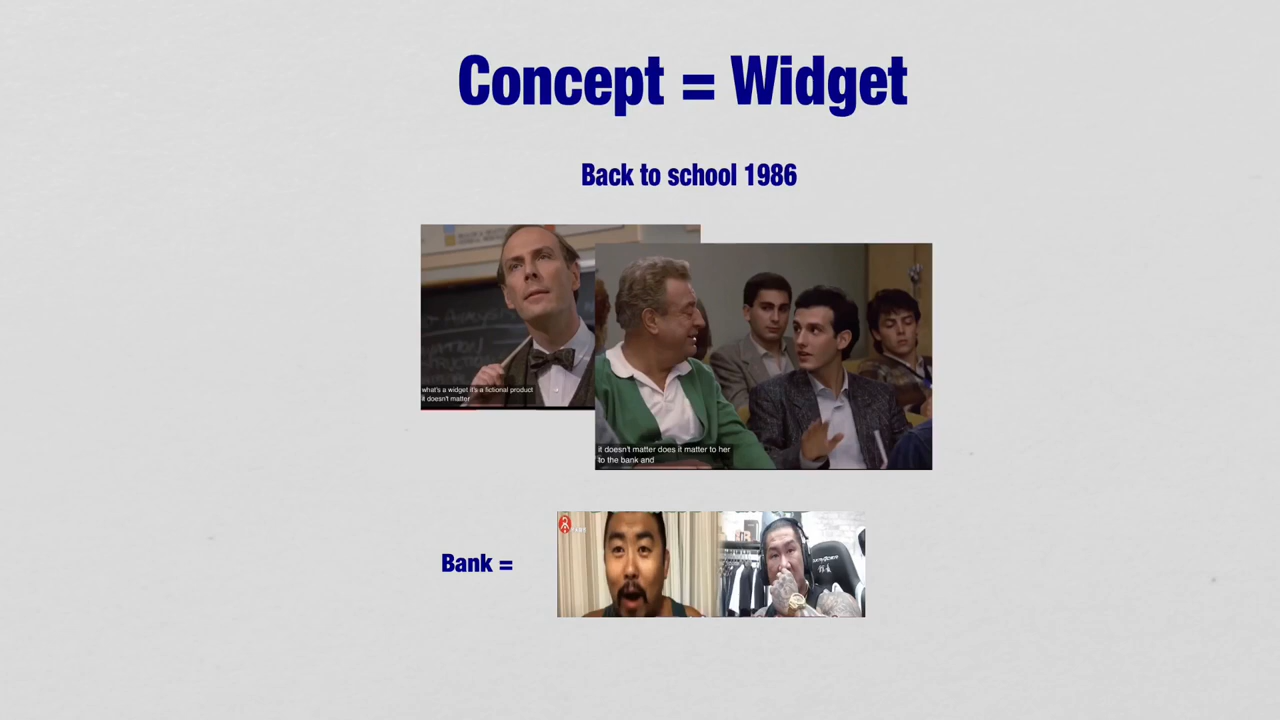 Concept = Widget
Back to school 1986
what's a widget it's a fictional product
it doesn't matter
it doesn't matter does it matter to her
to the bank and
Bank =